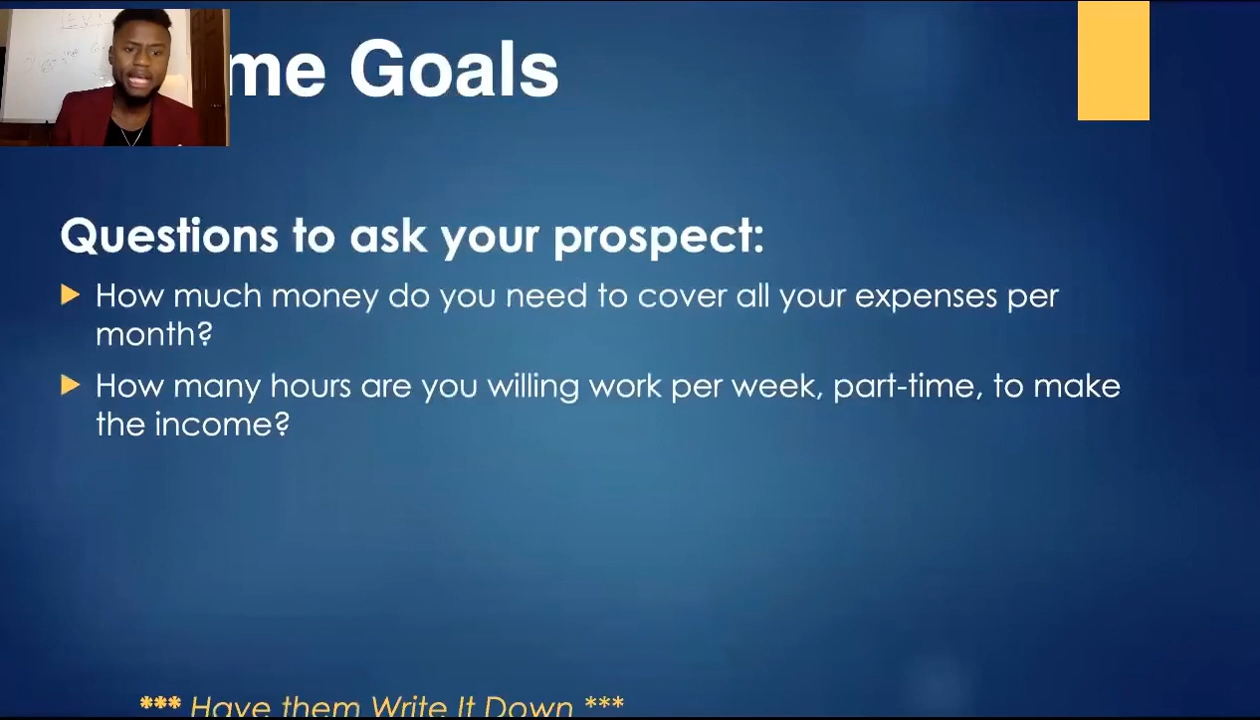 me Goals
Questions to ask your prospect:
How much money do you need to cover all your expenses per
month?
How many hours are you willing work per week, part-time, to make
the income?
*** Have them Write It Down ***